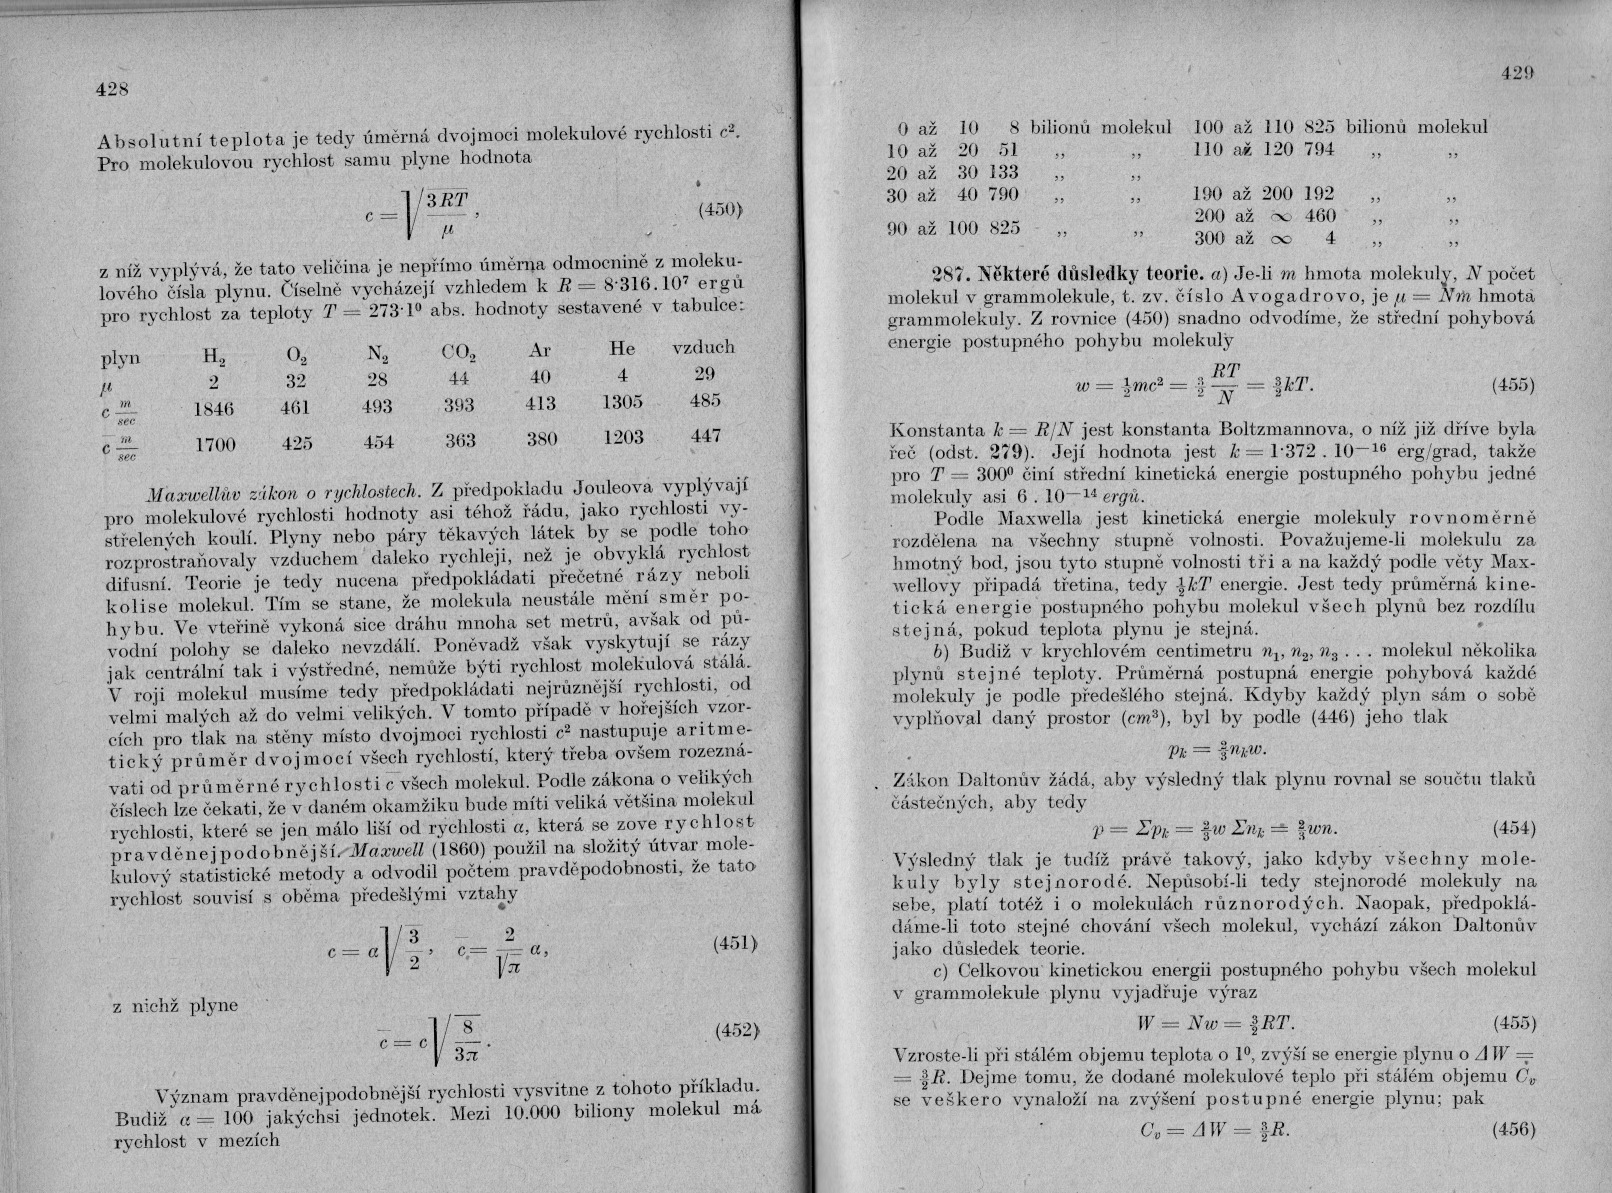 428
Absolutní teplota je tedy úměrná dvojmoci molekulové rychlosti c².
Pro molekulovou rychlost samu plyne hodnota
c = √(3RT/μ), (450)
z níž vyplývá, že tato veličina je nepřímo úměrna odmocnině z moleku-
lového čísla plynu. Číselně vycházejí vzhledem k R = 8·316.10⁷ ergů
pro rychlost za teploty T = 273·1⁰ abs. hodnoty sestavené v tabulce:
plyn H₂ O₂ N₂ CO₂ Ar He vzduch
μ 2 32 28 44 40 4 29
c m/sec 1846 461 493 393 413 1305 485
c̄ m/sec 1700 425 454 363 380 1203 447
Maxwellův zákon o rychlostech. Z předpokladu Jouleova vyplývají
pro molekulové rychlosti hodnoty asi téhož řádu, jako rychlosti vy-
střelených koulí. Plyny nebo páry těkavých látek by se podle toho
rozprostraňovaly vzduchem daleko rychleji, než je obvyklá rychlost
difusní. Teorie je tedy nucena předpokládati přečetné rázy neboli
kolise molekul. Tím se stane, že molekula neustále mění směr po-
hybu. Ve vteřině vykoná sice dráhu mnoha set metrů, avšak od pů-
vodní polohy se daleko nevzdálí. Poněvadž však vyskytují se rázy
jak centrální tak i výstředné, nemůže býti rychlost molekulová stálá.
V roji molekul musíme tedy předpokládati nejrůznější rychlosti, od
velmi malých až do velmi velikých. V tomto případě v hořejších vzor-
cích pro tlak na stěny místo dvojmoci rychlosti c² nastupuje aritme-
tický průměr dvojmocí všech rychlostí, který třeba ovšem rozezná-
vati od průměrné rychlosti c̄ všech molekul. Podle zákona o velikých
číslech lze čekati, že v daném okamžiku bude míti veliká většina molekul
rychlosti, které se jen málo liší od rychlosti α, která se zove rychlost
pravděnejpodobnější. Maxwell (1860) použil na složitý útvar mole-
kulový statistické metody a odvodil počtem pravděpodobnosti, že tato
rychlost souvisí s oběma předešlými vztahy
c = α√(3/2), c̄ = 2/√π α, (451)
z nichž plyne
c̄ = c√(8/3π). (452)
Význam pravděnejpodobnější rychlosti vysvitne z tohoto příkladu.
Budiž α = 100 jakýchsi jednotek. Mezi 10.000 biliony molekul má
rychlost v mezích
429
0 až 10 8 bilionů molekul 100 až 110 825 bilionů molekul
10 až 20 51 „ „ 110 až 120 794 „ „
20 až 30 133 „ „
30 až 40 790 „ „ 190 až 200 192 „ „
200 až ∞ 460 „ „
90 až 100 825 „ „
300 až ∞ 4 „ „
287. Některé důsledky teorie. a) Je-li m hmota molekuly, N počet
molekul v grammolekule, t. zv. číslo Avogadrovo, je μ = Nm hmota
grammolekuly. Z rovnice (450) snadno odvodíme, že střední pohybová
energie postupného pohybu molekuly
w = ½mc² = 3/2 RT/N = 3/2 kT. (455)
Konstanta k = R/N jest konstanta Boltzmannova, o níž již dříve byla
řeč (odst. 279). Její hodnota jest k = 1·372 . 10—¹⁶ erg/grad, takže
pro T = 300⁰ činí střední kinetická energie postupného pohybu jedné
molekuly asi 6 . 10—¹⁴ ergů.
Podle Maxwella jest kinetická energie molekuly rovnoměrně
rozdělena na všechny stupně volnosti. Považujeme-li molekulu za
hmotný bod, jsou tyto stupně volnosti tři a na každý podle věty Max-
wellovy připadá třetina, tedy ½kT energie. Jest tedy průměrná kine-
tická energie postupného pohybu molekul všech plynů bez rozdílu
stejná, pokud teplota plynu je stejná.
b) Budiž v krychlovém centimetru n₁, n₂, n₃ . . . molekul několika
plynů stejné teploty. Průměrná postupná energie pohybová každé
molekuly je podle předešlého stejná. Kdyby každý plyn sám o sobě
vyplňoval daný prostor (cm³), byl by podle (446) jeho tlak
pₖ = ⅔nₖw.
Zákon Daltonův žádá, aby výsledný tlak plynu rovnal se součtu tlaků
částečných, aby tedy
p = Σpₖ = ⅔w Σnₖ = ⅔wn. (454)
Výsledný tlak je tudíž právě takový, jako kdyby všechny mole-
kuly byly stejnorodé. Nepůsobí-li tedy stejnorodé molekuly na
sebe, platí totéž i o molekulách různorodých. Naopak, předpoklá-
dáme-li toto stejné chování všech molekul, vychází zákon Daltonův
jako důsledek teorie.
c) Celkovou kinetickou energii postupného pohybu všech molekul
v grammolekule plynu vyjadřuje výraz
W = Nw = 3/2 RT. (455)
Vzroste-li při stálém objemu teplota o 1⁰, zvýší se energie plynu o ΔW =
= 3/2 R. Dejme tomu, že dodané molekulové teplo při stálém objemu Cᵥ
se veškero vynaloží na zvýšení postupné energie plynu; pak
Cᵥ = ΔW = 3/2 R. (456)